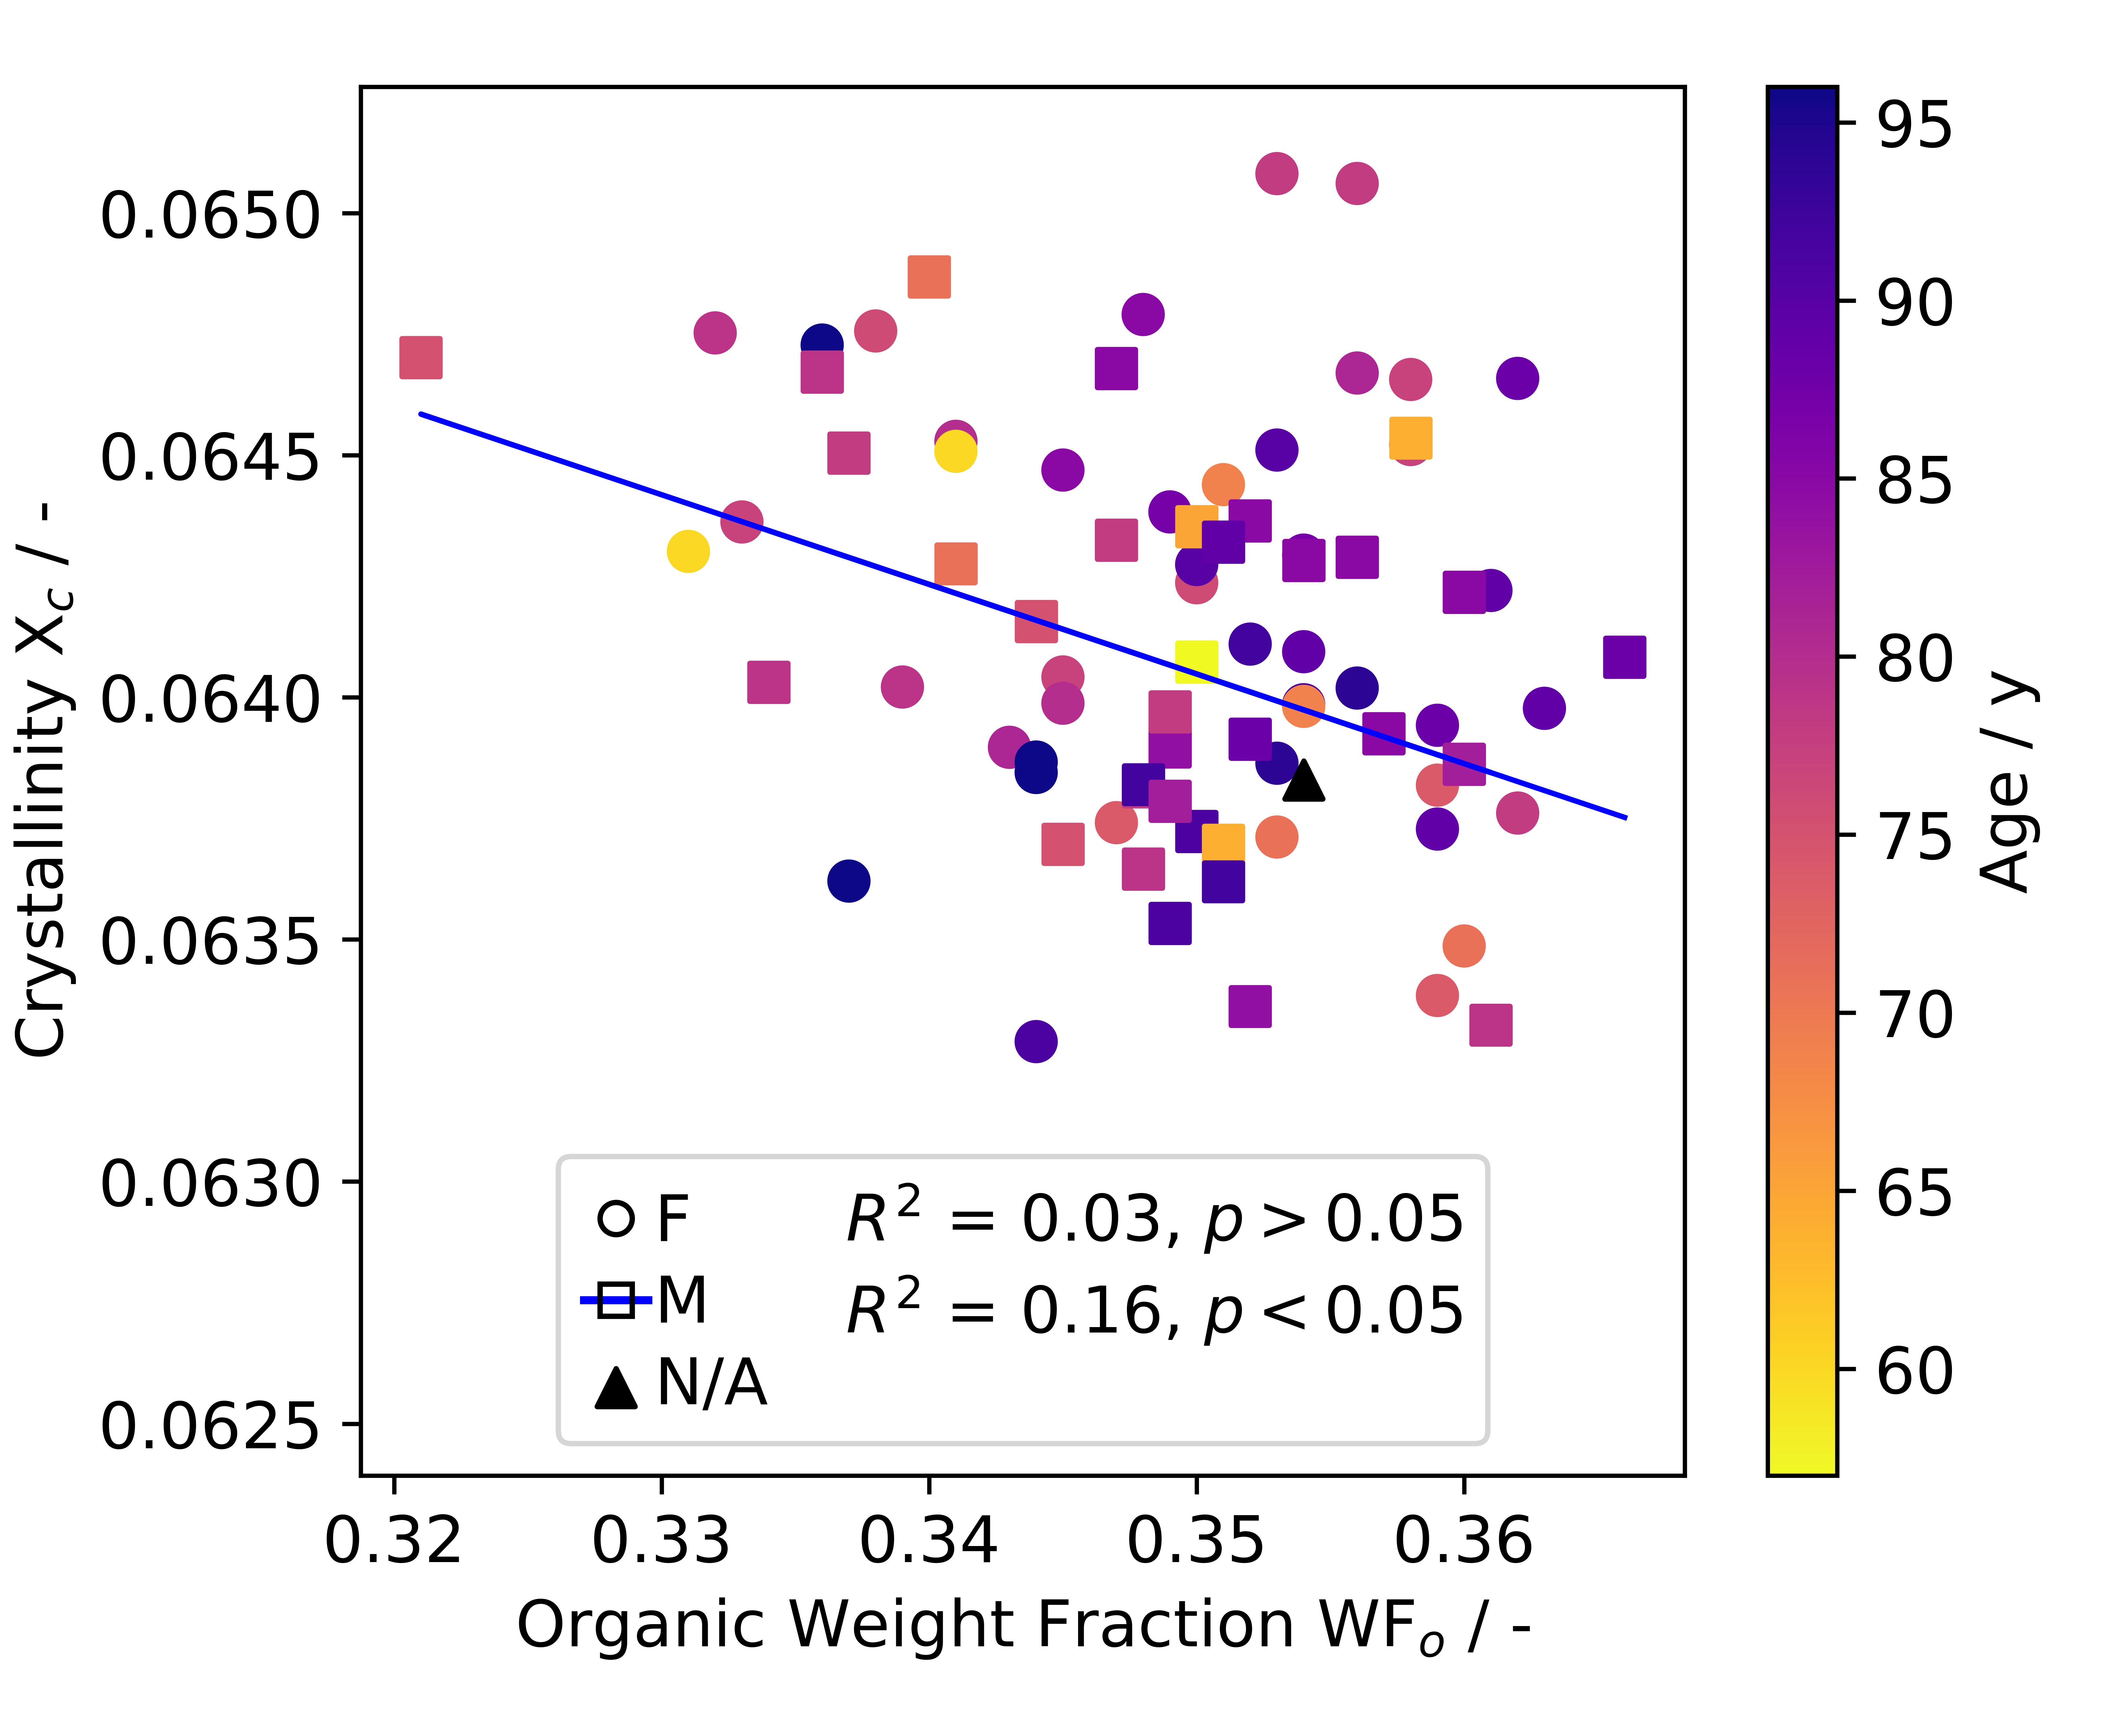 0.0650
0.0645
0.0640
0.0635
0.0630
0.0625
Crystallinity X_c / -
0.32 0.33 0.34 0.35 0.36
Organic Weight Fraction WF_o / -
F R² = 0.03, p > 0.05
M R² = 0.16, p < 0.05
N/A
95
90
85
80
75
70
65
60
Age / y